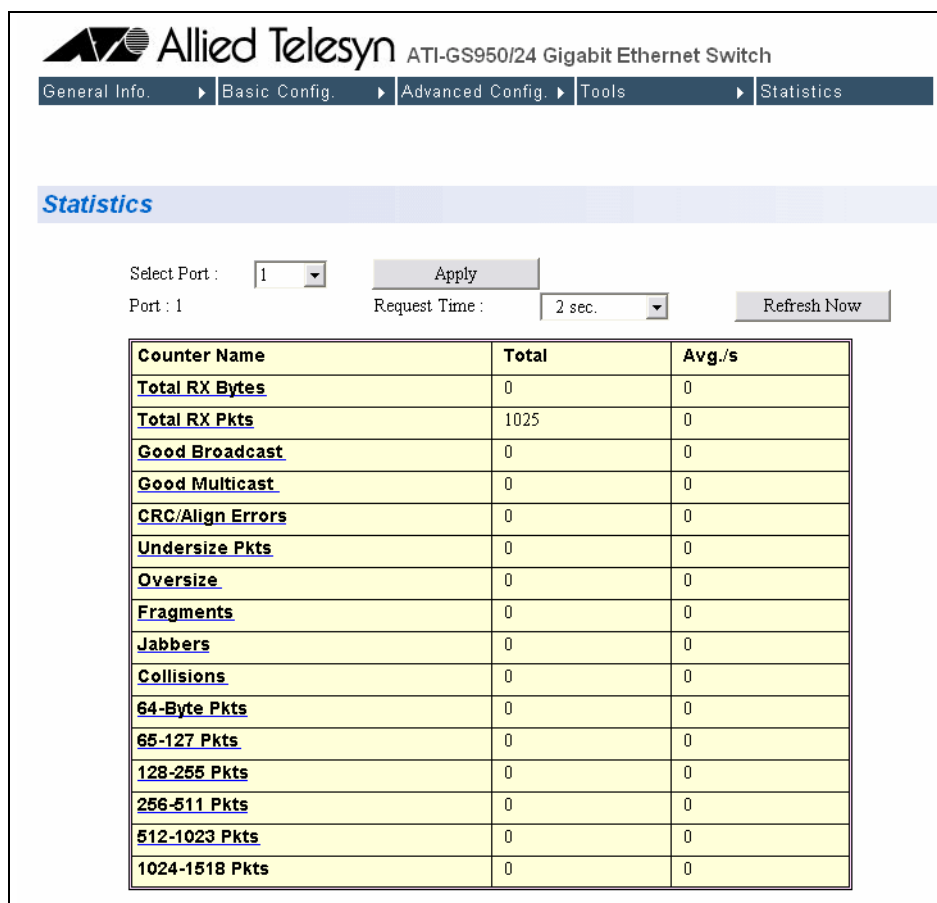 Allied Telesyn ATI-GS950/24 Gigabit Ethernet Switch
General Info. Basic Config. Advanced Config. Tools Statistics
Statistics
Select Port : 1 Apply
Port : 1 Request Time : 2 sec. Refresh Now
Counter Name Total Avg./s
Total RX Bytes 0 0
Total RX Pkts 1025 0
Good Broadcast 0 0
Good Multicast 0 0
CRC/Align Errors 0 0
Undersize Pkts 0 0
Oversize 0 0
Fragments 0 0
Jabbers 0 0
Collisions 0 0
64-Byte Pkts 0 0
65-127 Pkts 0 0
128-255 Pkts 0 0
256-511 Pkts 0 0
512-1023 Pkts 0 0
1024-1518 Pkts 0 0